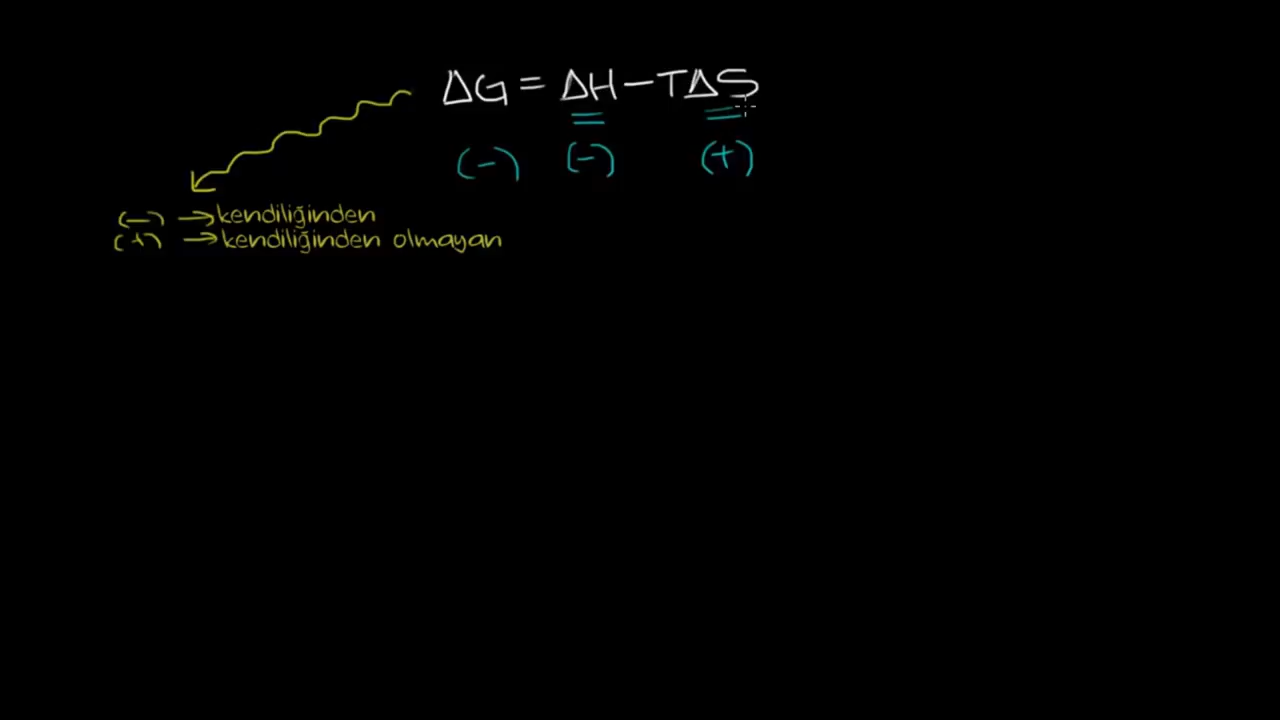 ΔG = ΔH – TΔS
(-) (-) (+)
(-) → kendiliğinden
(+) → kendiliğinden olmayan